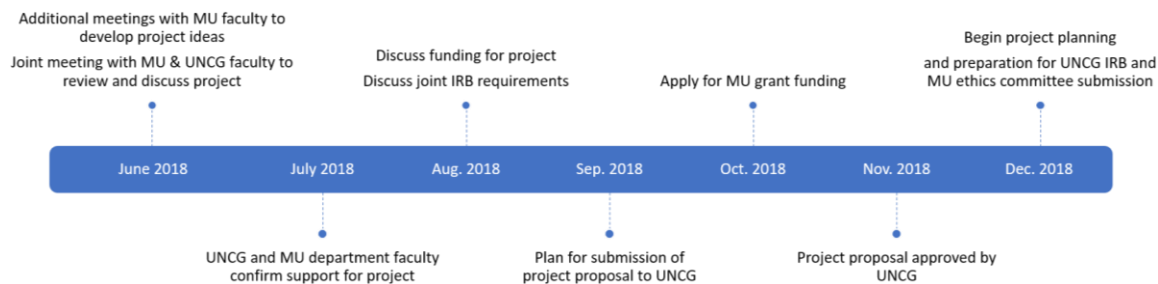 Additional meetings with MU faculty to
develop project ideas
Joint meeting with MU & UNCG faculty to
review and discuss project
Discuss funding for project
Discuss joint IRB requirements
Apply for MU grant funding
Begin project planning
and preparation for UNCG IRB and
MU ethics committee submission
June 2018
July 2018
Aug. 2018
Sep. 2018
Oct. 2018
Nov. 2018
Dec. 2018
UNCG and MU department faculty
confirm support for project
Plan for submission of
project proposal to UNCG
Project proposal approved by
UNCG